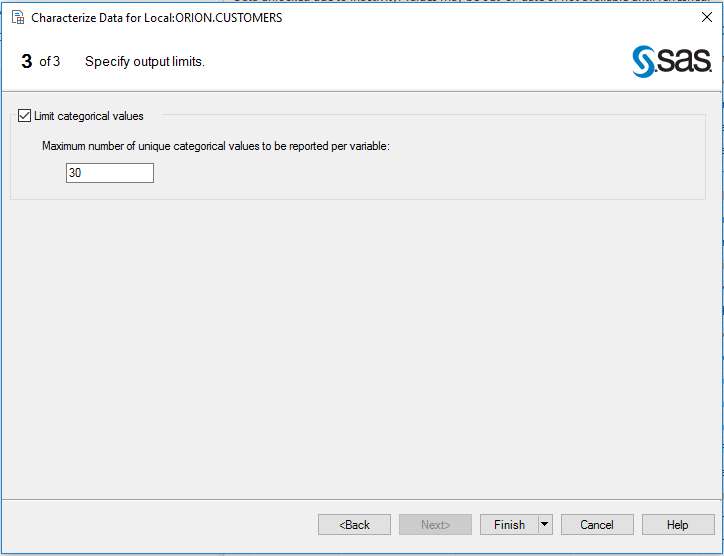 Characterize Data for Local:ORION.CUSTOMERS
3 of 3 Specify output limits.
sas.
Limit categorical values
Maximum number of unique categorical values to be reported per variable:
30
<Back Next> Finish Cancel Help